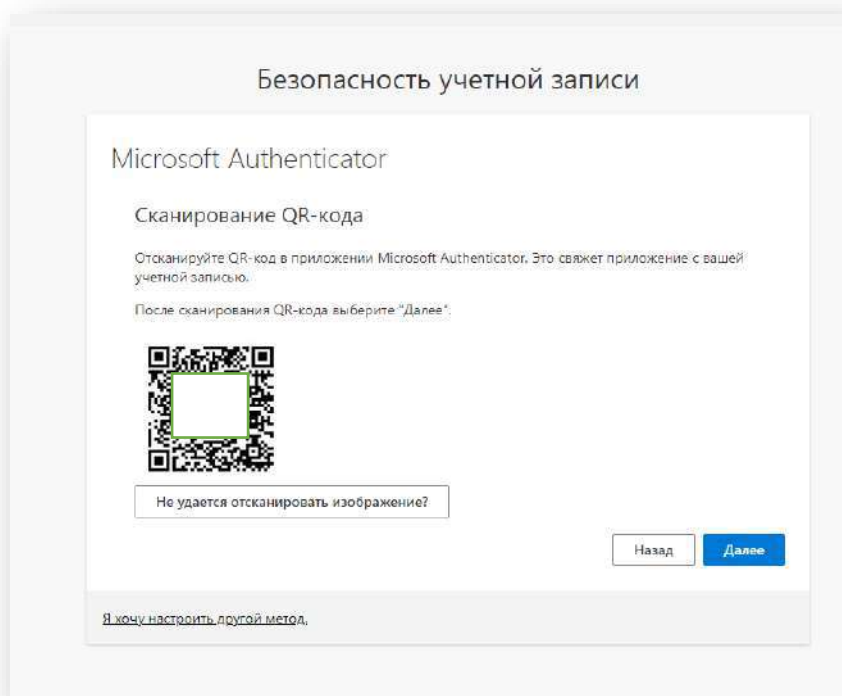 Безопасность учетной записи
Microsoft Authenticator
Сканирование QR-кода
Отсканируйте QR-код в приложении Microsoft Authenticator. Это свяжет приложение с вашей
учетной записью.
После сканирования QR-кода выберите "Далее".
Не удается отсканировать изображение?
Назад
Далее
Я хочу настроить другой метод.